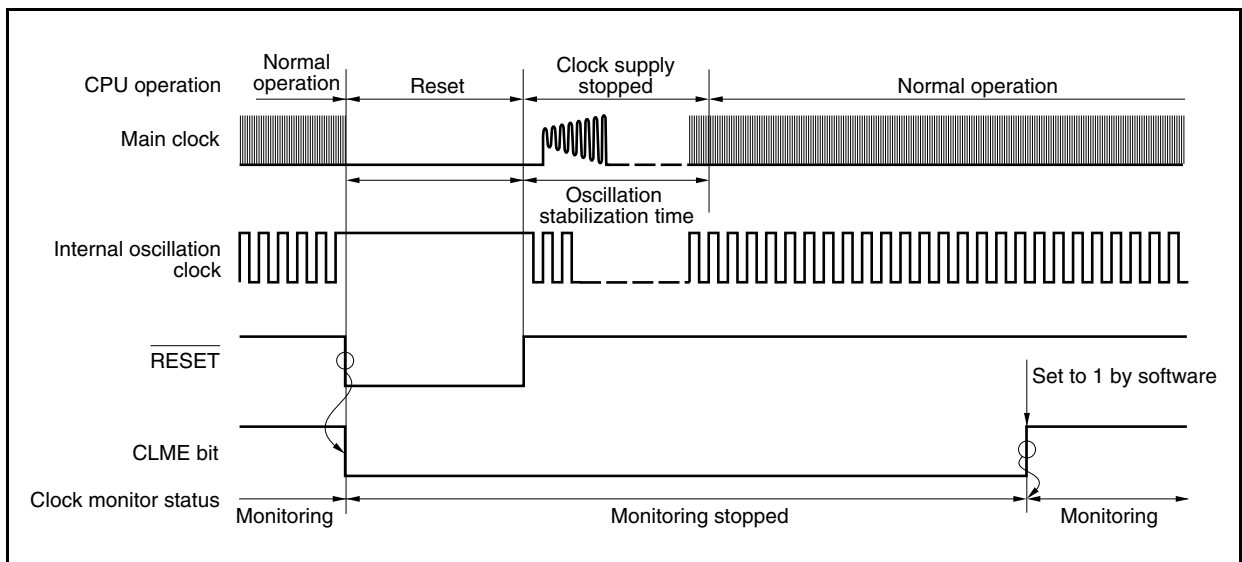 Normal
operation
Clock supply
stopped
CPU operation
Reset
Normal operation
Main clock
Oscillation
stabilization time
Internal oscillation
clock
RESET
Set to 1 by software
CLME bit
Clock monitor status
Monitoring
Monitoring stopped
Monitoring